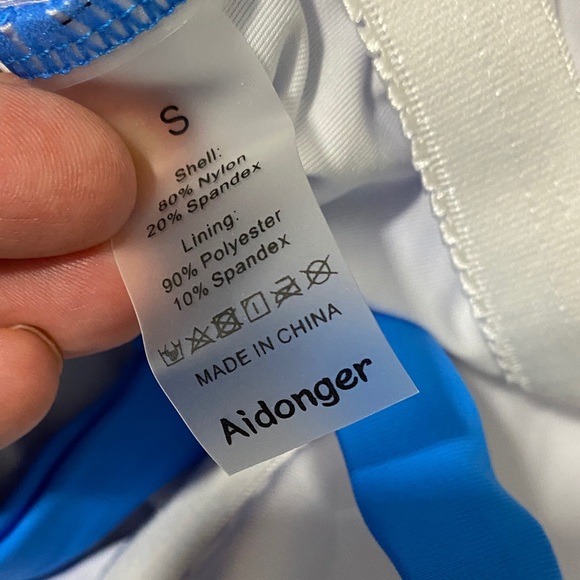 S
Shell:
80% Nylon
20% Spandex
Lining:
90% Polyester
10% Spandex
MADE IN CHINA
Aidonger